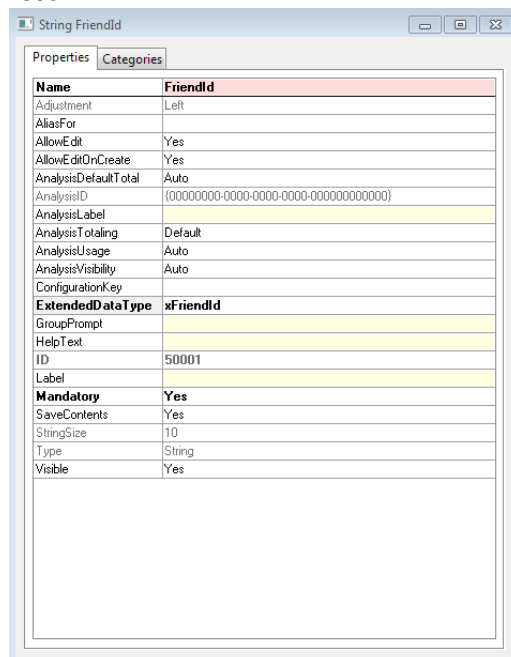 String FriendId
Properties Categories
Name FriendId
Adjustment Left
AliasFor
AllowEdit Yes
AllowEditOnCreate Yes
AnalysisDefaultTotal Auto
AnalysisID {00000000-0000-0000-0000-000000000000}
AnalysisLabel
AnalysisTotaling Default
AnalysisUsage Auto
AnalysisVisibility Auto
ConfigurationKey
ExtendedDataType xFriendId
GroupPrompt
HelpText
ID 50001
Label
Mandatory Yes
SaveContents Yes
StringSize 10
Type String
Visible Yes